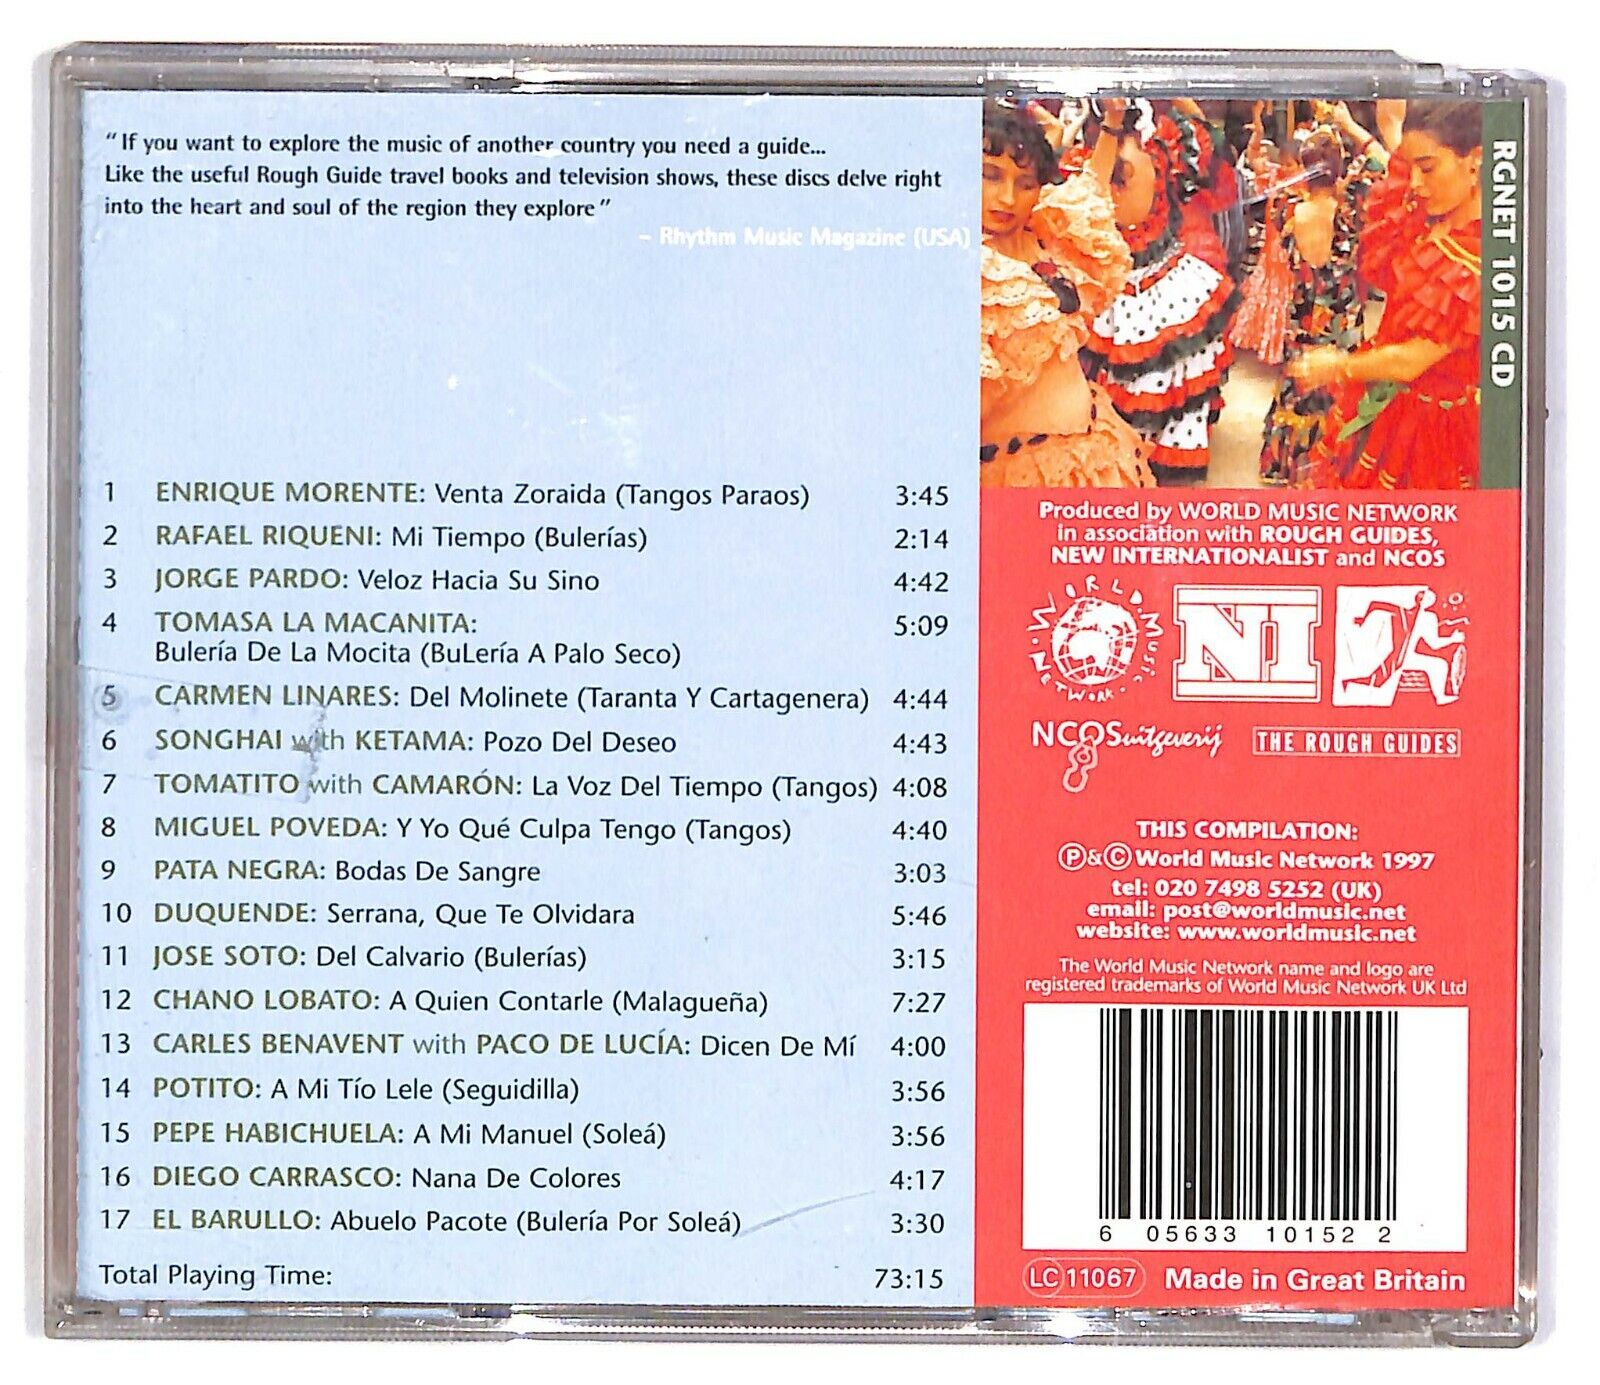 "If you want to explore the music of another country you need a guide...
Like the useful Rough Guide travel books and television shows, these discs delve right
into the heart and soul of the region they explore"
– Rhythm Music Magazine (USA)
1 ENRIQUE MORENTE: Venta Zoraida (Tangos Paraos) 3:45
2 RAFAEL RIQUENI: Mi Tiempo (Bulerías) 2:14
3 JORGE PARDO: Veloz Hacia Su Sino 4:42
4 TOMASA LA MACANITA: 5:09
Bulería De La Mocita (BuLería A Palo Seco)
5 CARMEN LINARES: Del Molinete (Taranta Y Cartagenera) 4:44
6 SONGHAI with KETAMA: Pozo Del Deseo 4:43
7 TOMATITO with CAMARÓN: La Voz Del Tiempo (Tangos) 4:08
8 MIGUEL POVEDA: Y Yo Qué Culpa Tengo (Tangos) 4:40
9 PATA NEGRA: Bodas De Sangre 3:03
10 DUQUENDE: Serrana, Que Te Olvidara 5:46
11 JOSE SOTO: Del Calvario (Bulerías) 3:15
12 CHANO LOBATO: A Quien Contarle (Malagueña) 7:27
13 CARLES BENAVENT with PACO DE LUCÍA: Dicen De Mí 4:00
14 POTITO: A Mi Tío Lele (Seguidilla) 3:56
15 PEPE HABICHUELA: A Mi Manuel (Soleá) 3:56
16 DIEGO CARRASCO: Nana De Colores 4:17
17 EL BARULLO: Abuelo Pacote (Bulería Por Soleá) 3:30
Total Playing Time: 73:15
RGNET 1015 CD
Produced by WORLD MUSIC NETWORK
in association with ROUGH GUIDES,
NEW INTERNATIONALIST and NCOS
WORLD MUSIC NETWORK
NI
NCOS uitgeverij
THE ROUGH GUIDES
THIS COMPILATION:
Ⓟ&Ⓒ World Music Network 1997
tel: 020 7498 5252 (UK)
email: post@worldmusic.net
website: www.worldmusic.net
The World Music Network name and logo are
registered trademarks of World Music Network UK Ltd
6 05633 10152 2
LC 11067 Made in Great Britain